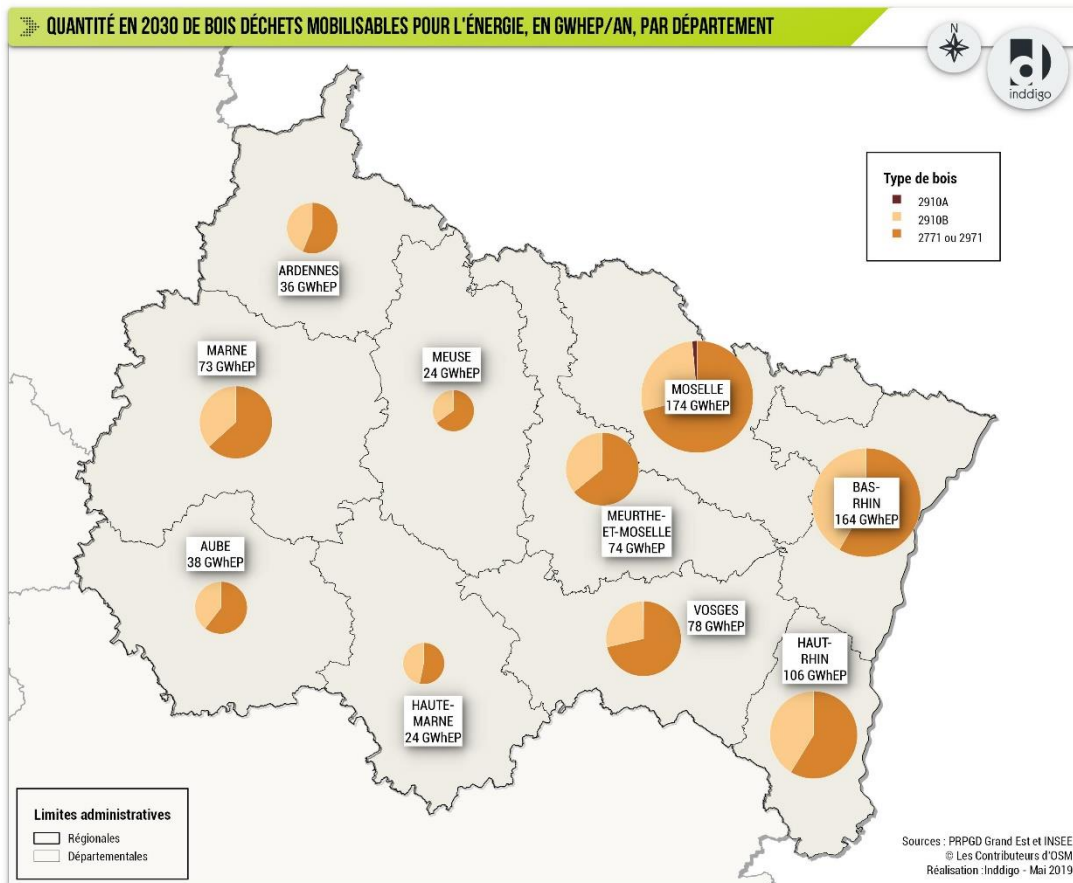 QUANTITÉ EN 2030 DE BOIS DÉCHETS MOBILISABLES POUR L'ÉNERGIE, EN GWHEP/AN, PAR DÉPARTEMENT
N
inddigo
Type de bois
2910A
2910B
2771 ou 2971
ARDENNES
36 GWhEP
MARNE
73 GWhEP
MEUSE
24 GWhEP
MOSELLE
174 GWhEP
BAS-
RHIN
164 GWhEP
MEURTHE-
ET-MOSELLE
74 GWhEP
AUBE
38 GWhEP
VOSGES
78 GWhEP
HAUT-
RHIN
106 GWhEP
HAUTE-
MARNE
24 GWhEP
Limites administratives
Régionales
Départementales
Sources : PRPGD Grand Est et INSEE
© Les Contributeurs d'OSM
Réalisation :Inddigo - Mai 2019